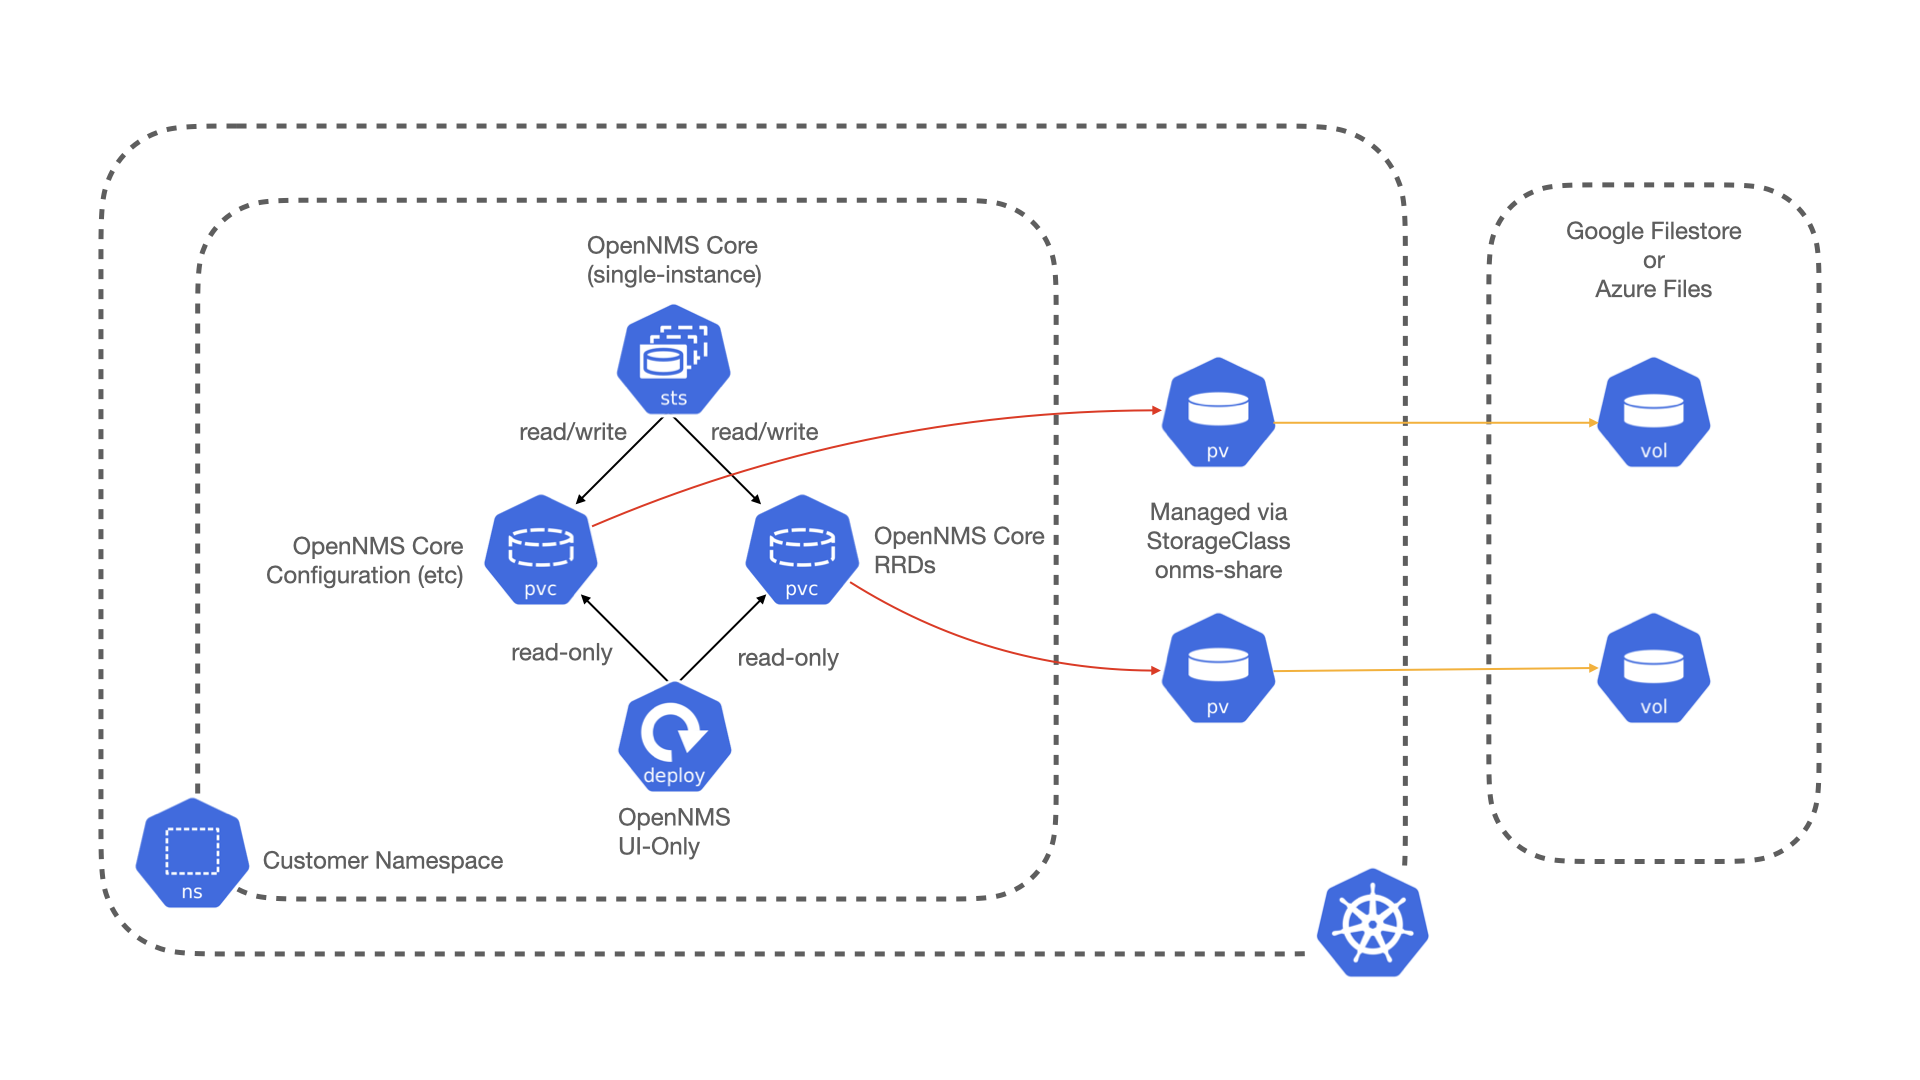 OpenNMS Core
(single-instance)
sts
read/write
read/write
OpenNMS Core
Configuration (etc)
pvc
pvc
OpenNMS Core
RRDs
read-only
read-only
deploy
OpenNMS
UI-Only
ns
Customer Namespace
pv
Managed via
StorageClass
onms-share
pv
Google Filestore
or
Azure Files
vol
vol